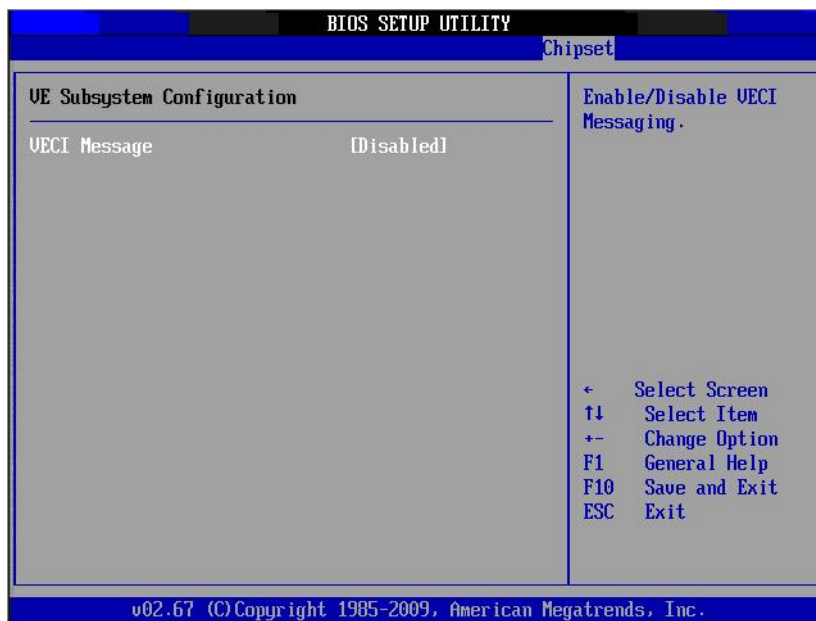 BIOS SETUP UTILITY
Chipset
VE Subsystem Configuration
VECI Message [Disabled]
Enable/Disable VECI
Messaging.
← Select Screen
↑↓ Select Item
+- Change Option
F1 General Help
F10 Save and Exit
ESC Exit
v02.67 (C)Copyright 1985-2009, American Megatrends, Inc.